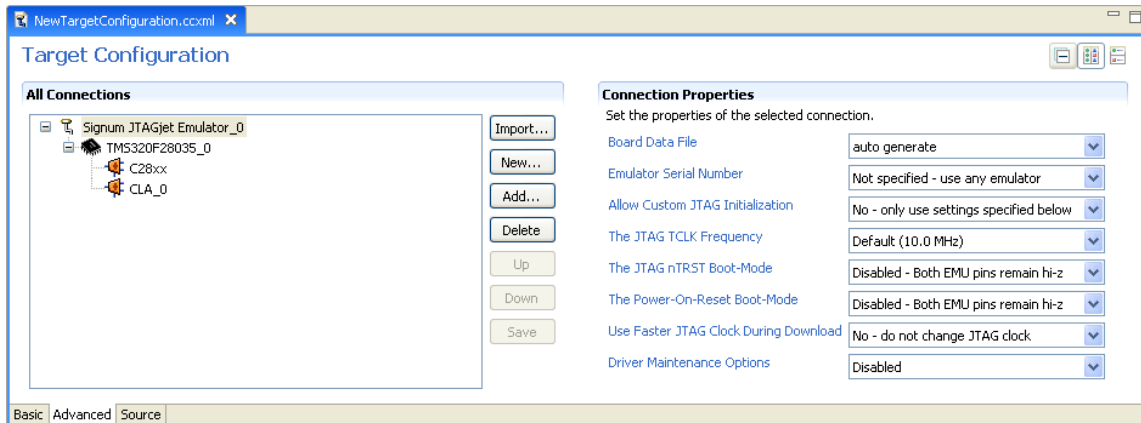 NewTargetConfiguration.ccxml
Target Configuration
All Connections
Signum JTAGjet Emulator_0
TMS320F28035_0
C28xx
CLA_0
Import...
New...
Add...
Delete
Up
Down
Save
Connection Properties
Set the properties of the selected connection.
Board Data File auto generate
Emulator Serial Number Not specified - use any emulator
Allow Custom JTAG Initialization No - only use settings specified below
The JTAG TCLK Frequency Default (10.0 MHz)
The JTAG nTRST Boot-Mode Disabled - Both EMU pins remain hi-z
The Power-On-Reset Boot-Mode Disabled - Both EMU pins remain hi-z
Use Faster JTAG Clock During Download No - do not change JTAG clock
Driver Maintenance Options Disabled
Basic Advanced Source